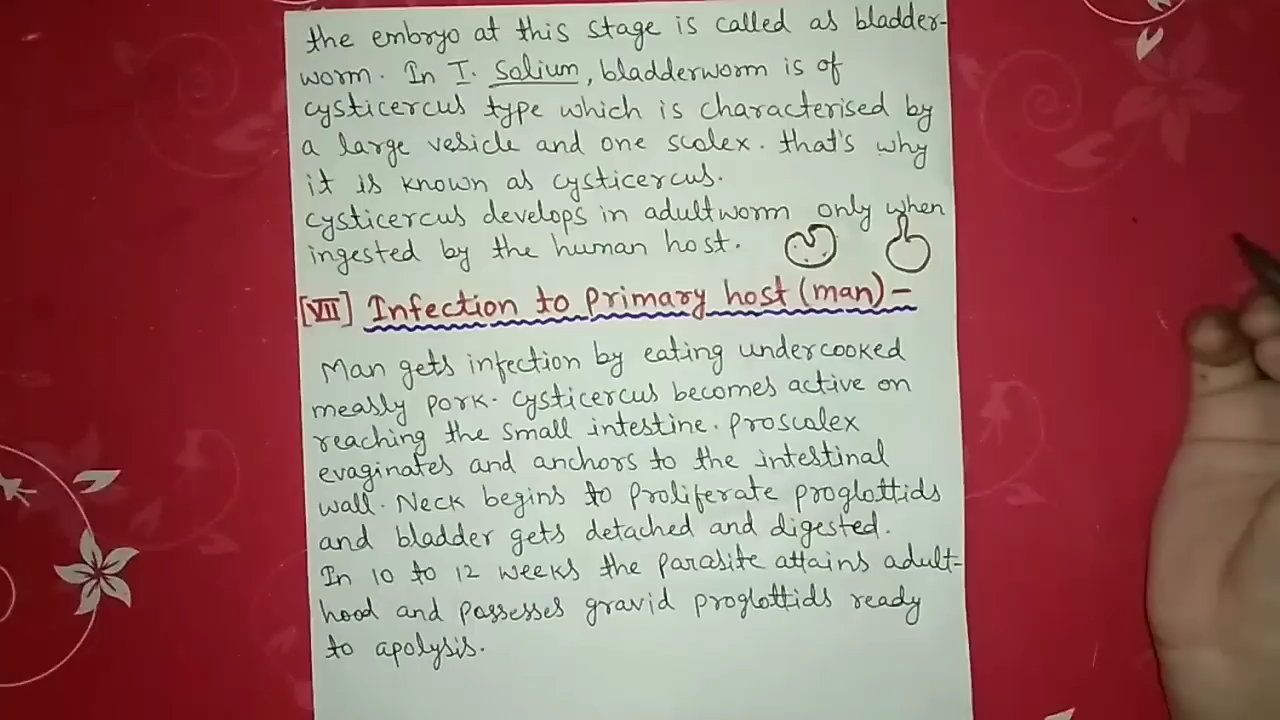 the embryo at this stage is called as bladder-
worm. In T. Solium, bladderworm is of
cysticercus type which is characterised by
a large vesicle and one scolex. that's why
it is known as cysticercus.
cysticercus develops in adultworm only when
ingested by the human host.
[VII] Infection to primary host (man) -
Man gets infection by eating undercooked
measly pork. cysticercus becomes active on
reaching the small intestine. Proscolex
evaginates and anchors to the intestinal
wall. Neck begins to proliferate proglottids
and bladder gets detached and digested.
In 10 to 12 weeks the parasite attains adult-
hood and possesses gravid proglottids ready
to apolysis.